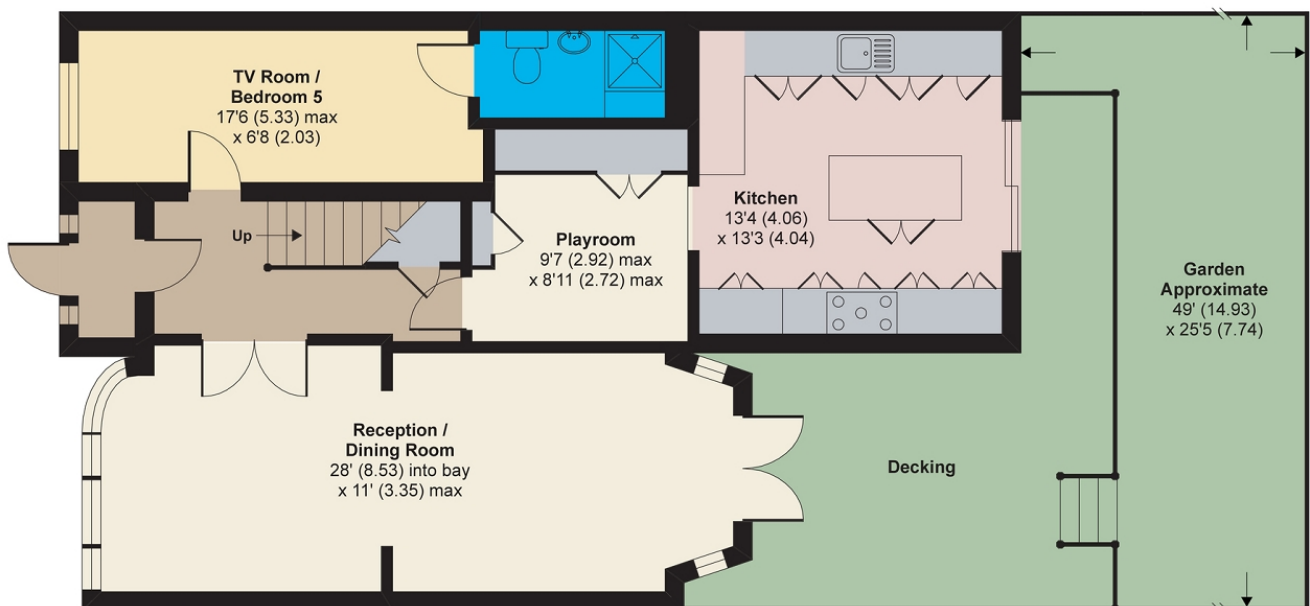 TV Room /
Bedroom 5
17'6 (5.33) max
x 6'8 (2.03)
Up
Playroom
9'7 (2.92) max
x 8'11 (2.72) max
Kitchen
13'4 (4.06)
x 13'3 (4.04)
Garden
Approximate
49' (14.93)
x 25'5 (7.74)
Reception /
Dining Room
28' (8.53) into bay
x 11' (3.35) max
Decking